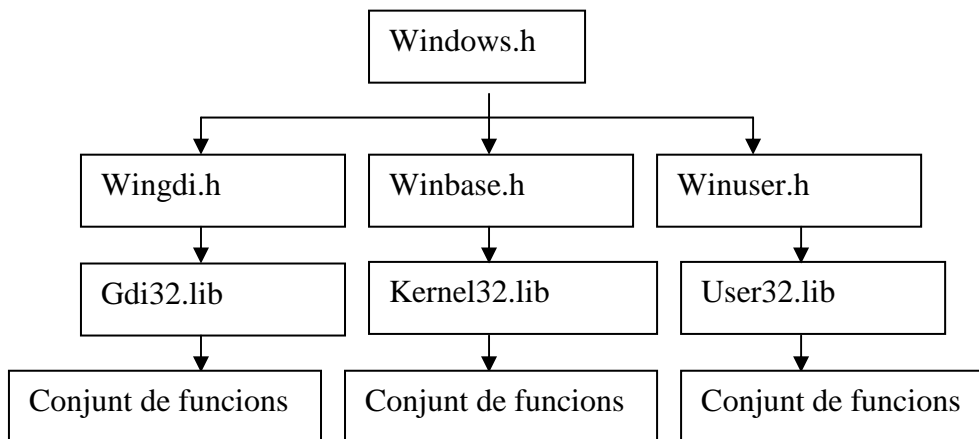 Windows.h
Wingdi.h
Winbase.h
Winuser.h
Gdi32.lib
Kernel32.lib
User32.lib
Conjunt de funcions
Conjunt de funcions
Conjunt de funcions